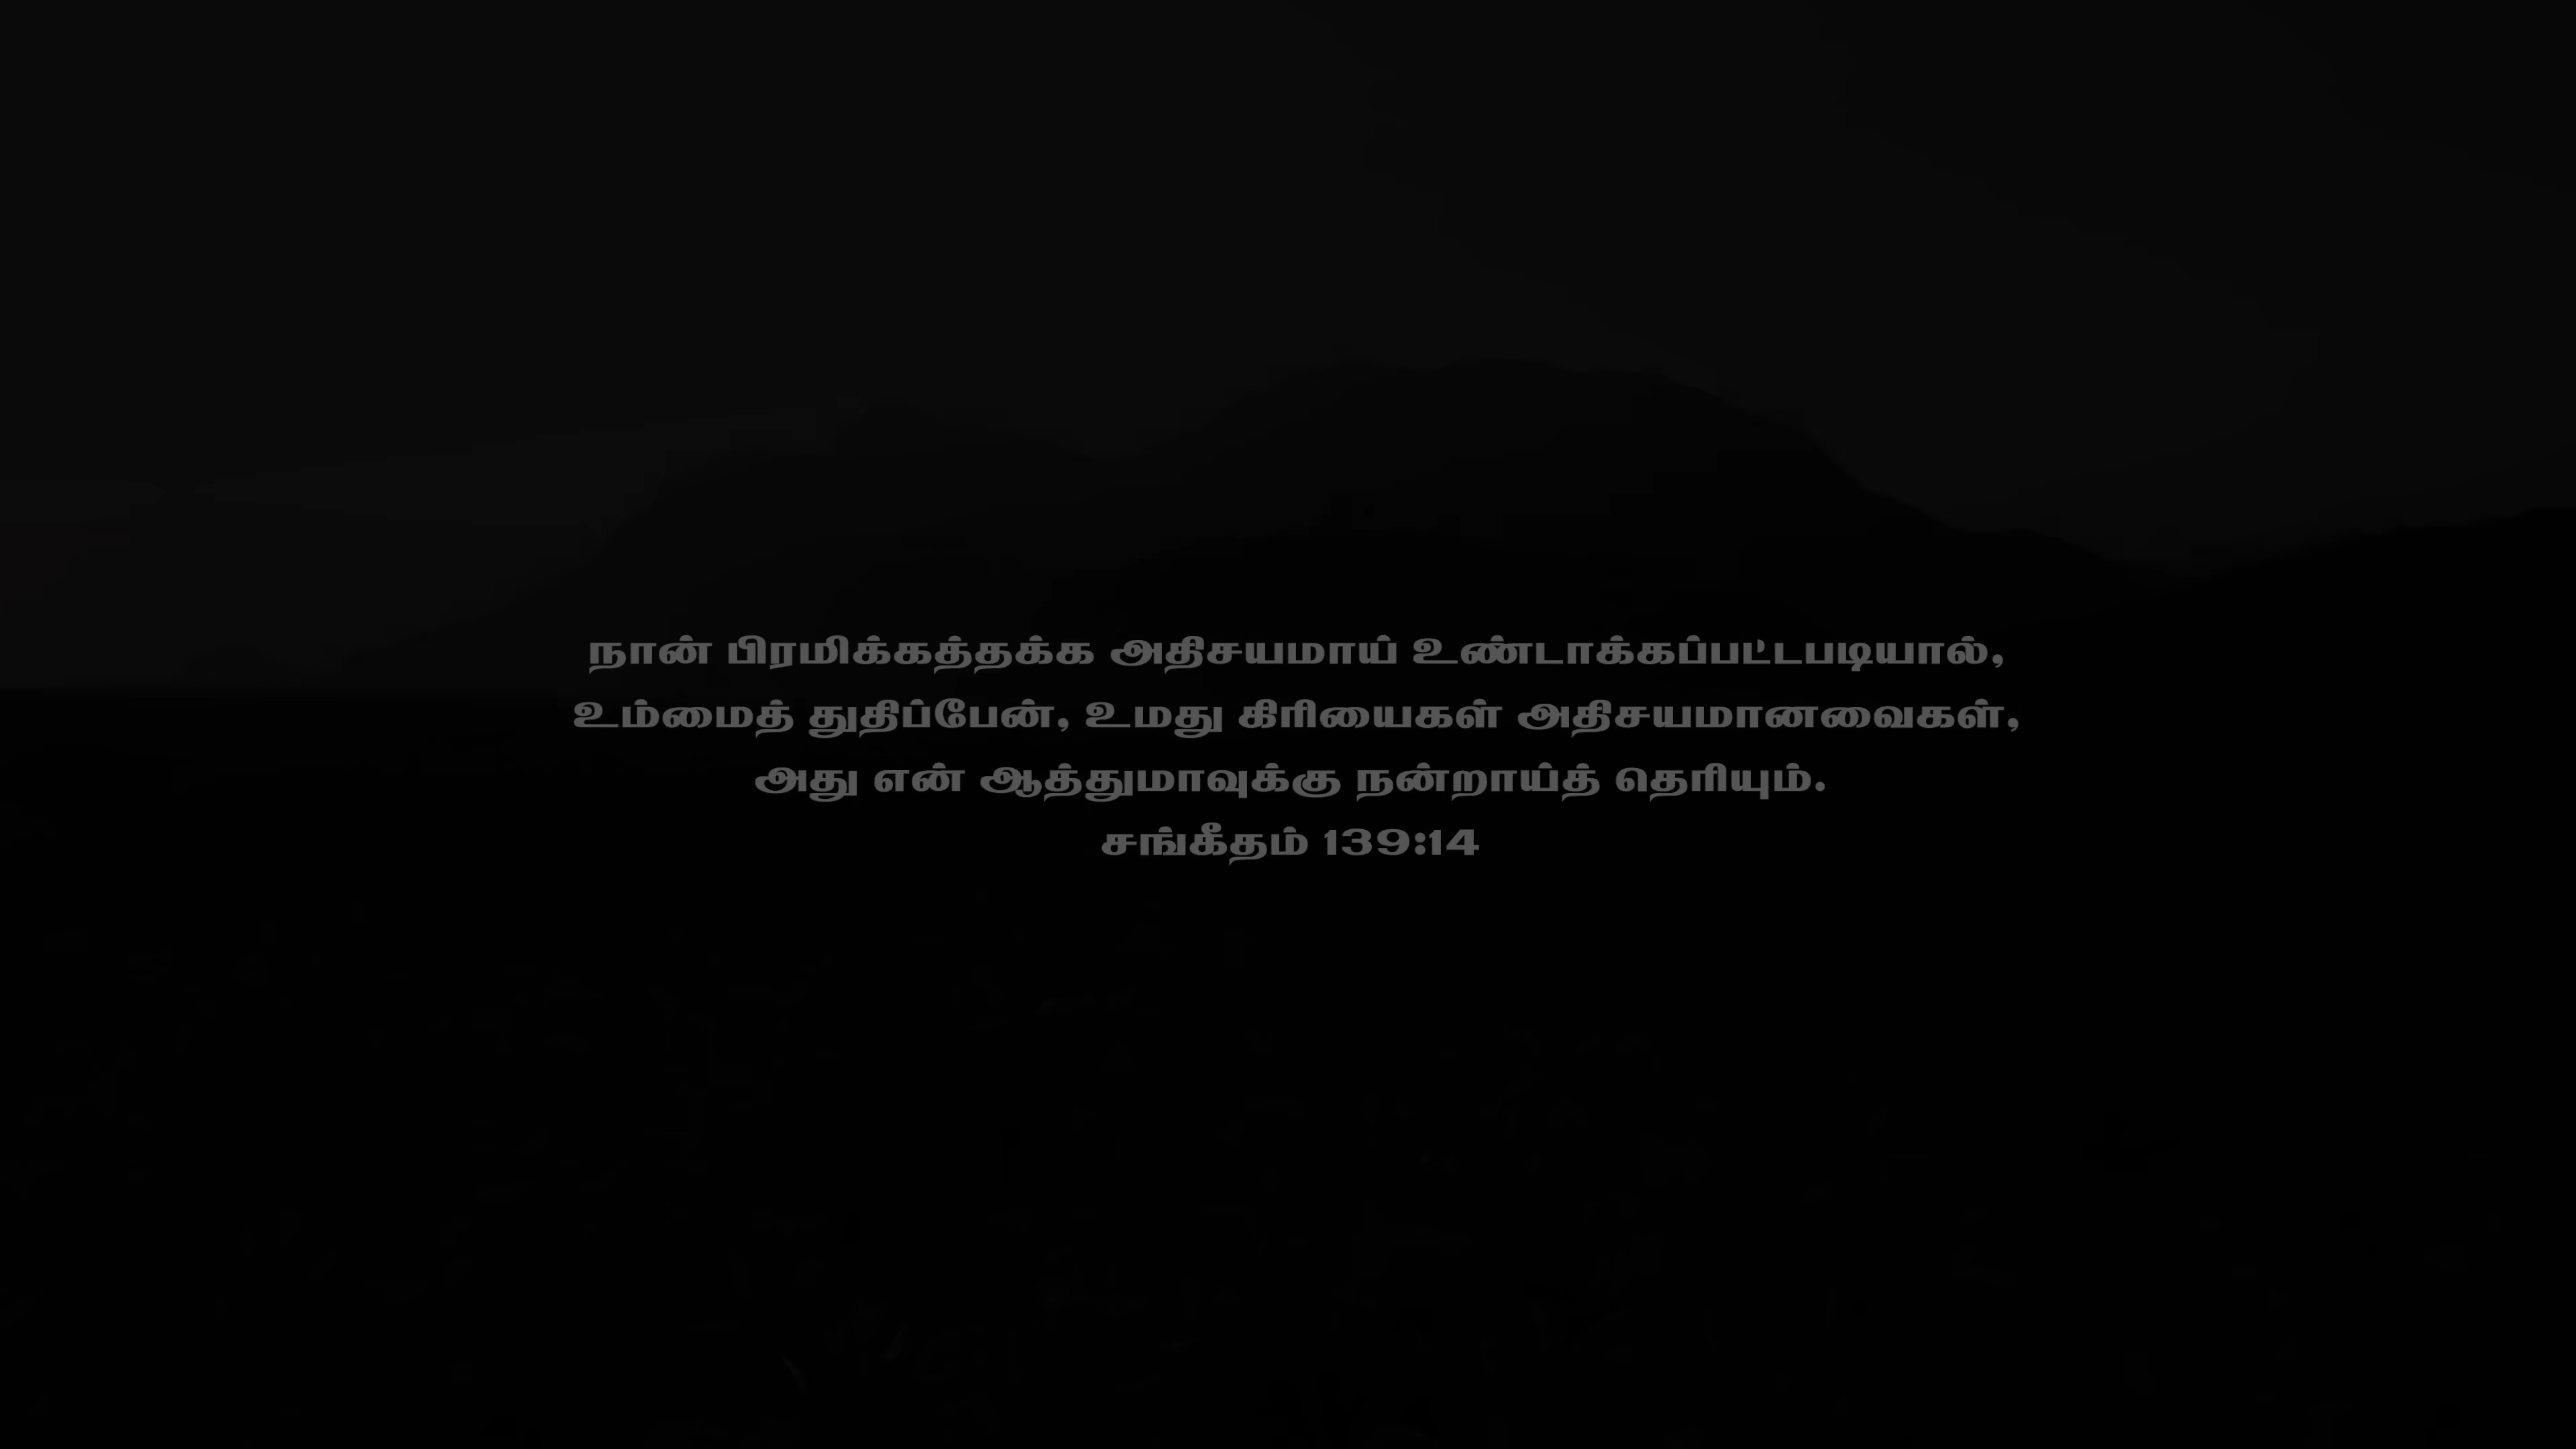 நான் பிரமிக்கத்தக்க அதிசயமாய் உண்டாக்கப்பட்டபடியால்,
உம்மைத் துதிப்பேன், உமது கிரியைகள் அதிசயமானவைகள்,
அது என் ஆத்துமாவுக்கு நன்றாய்த் தெரியும்.
சங்கீதம் 139:14